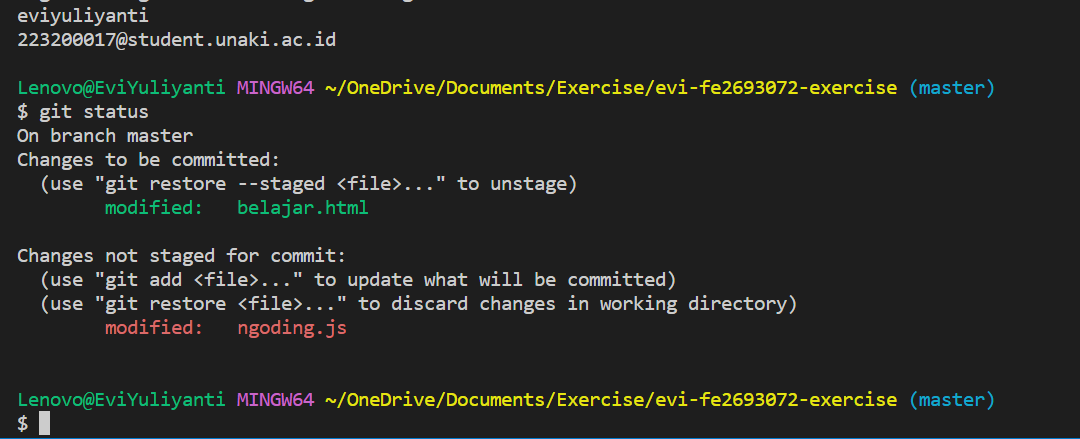 eviyuliyanti
223200017@student.unaki.ac.id
Lenovo@EviYuliyanti MINGW64 ~/OneDrive/Documents/Exercise/evi-fe2693072-exercise (master)
$ git status
On branch master
Changes to be committed:
  (use "git restore --staged <file>..." to unstage)
        modified:   belajar.html
Changes not staged for commit:
  (use "git add <file>..." to update what will be committed)
  (use "git restore <file>..." to discard changes in working directory)
        modified:   ngoding.js
Lenovo@EviYuliyanti MINGW64 ~/OneDrive/Documents/Exercise/evi-fe2693072-exercise (master)
$